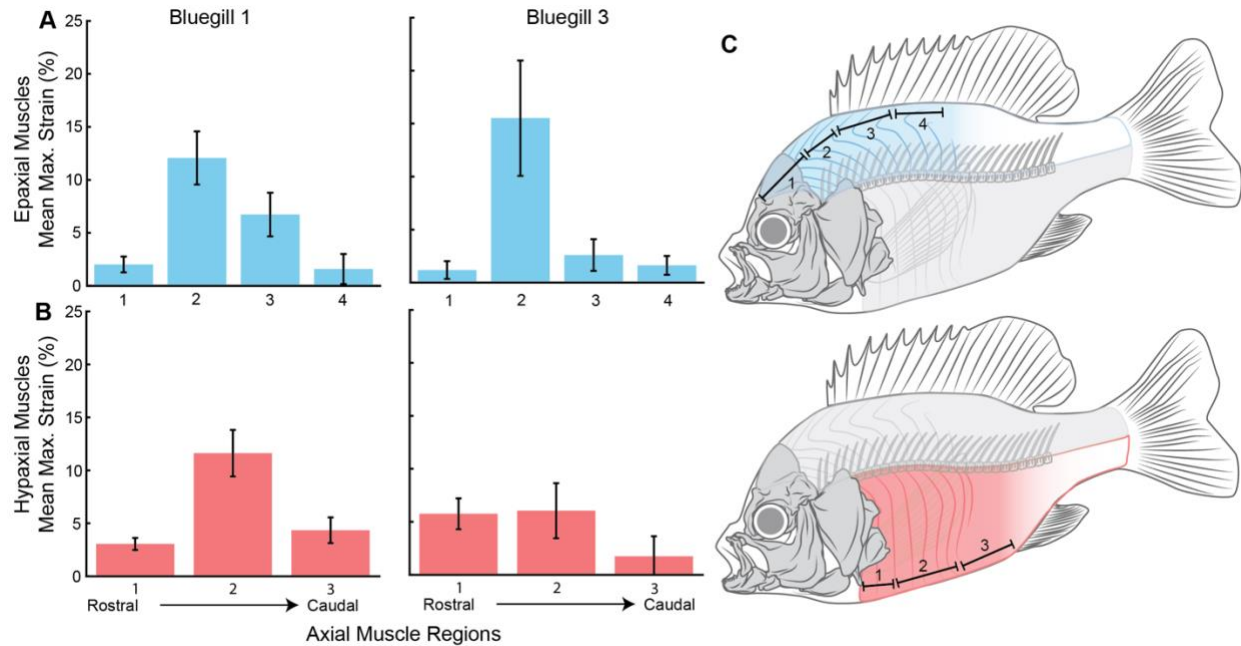 A
Bluegill 1
Bluegill 3
Epaxial Muscles
Mean Max. Strain (%)
25
20
15
10
5
0
1 2 3 4
1 2 3 4
B
Hypaxial Muscles
Mean Max. Strain (%)
25
20
15
10
5
0
1 2 3
1 2 3
Rostral Caudal
Rostral Caudal
Axial Muscle Regions
C
1
2
3
4
1
2
3